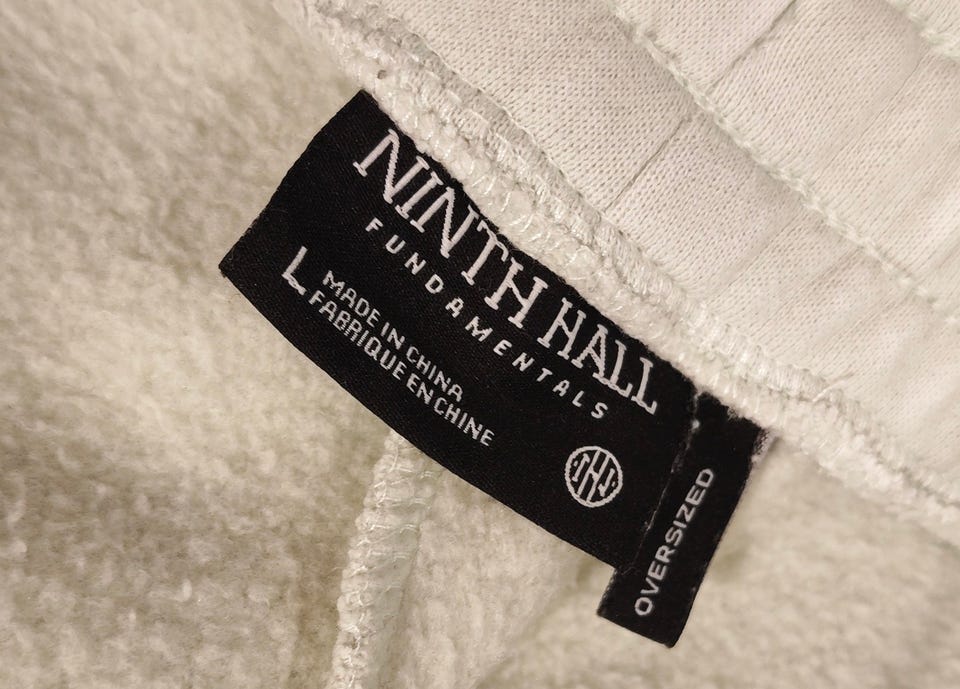 NINTH HALL
FUNDAMENTALS
L
MADE IN CHINA
FABRIQUE EN CHINE
OVERSIZED